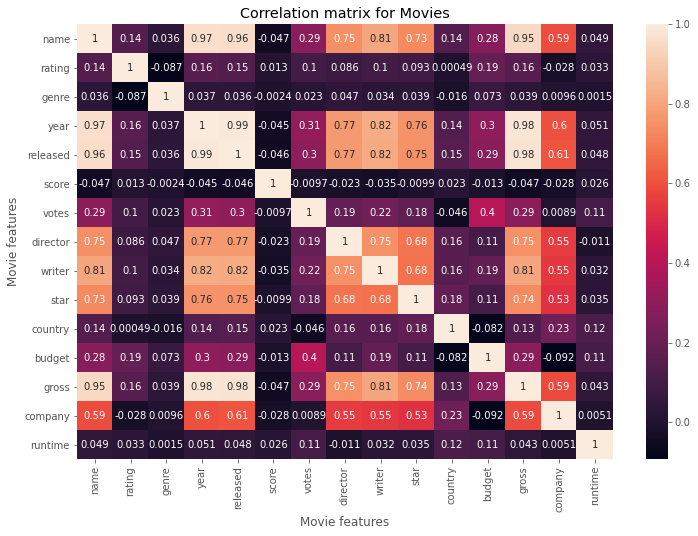 Correlation matrix for Movies
name 1 0.14 0.036 0.97 0.96 -0.047 0.29 0.75 0.81 0.73 0.14 0.28 0.95 0.59 0.049
rating 0.14 1 -0.087 0.16 0.15 0.013 0.1 0.086 0.1 0.093 0.00049 0.19 0.16 -0.028 0.033
genre 0.036 -0.087 1 0.037 0.036 -0.0024 0.023 0.047 0.034 0.039 -0.016 0.073 0.039 0.0096 0.0015
year 0.97 0.16 0.037 1 0.99 -0.045 0.31 0.77 0.82 0.76 0.14 0.3 0.98 0.6 0.051
released 0.96 0.15 0.036 0.99 1 -0.046 0.3 0.77 0.82 0.75 0.15 0.29 0.98 0.61 0.048
score -0.047 0.013 -0.0024 -0.045 -0.046 1 -0.0097 -0.023 -0.035 -0.0099 0.023 -0.013 -0.047 -0.028 0.026
votes 0.29 0.1 0.023 0.31 0.3 -0.0097 1 0.19 0.22 0.18 -0.046 0.4 0.29 0.0089 0.11
director 0.75 0.086 0.047 0.77 0.77 -0.023 0.19 1 0.75 0.68 0.16 0.11 0.75 0.55 -0.011
writer 0.81 0.1 0.034 0.82 0.82 -0.035 0.22 0.75 1 0.68 0.16 0.19 0.81 0.55 0.032
star 0.73 0.093 0.039 0.76 0.75 -0.0099 0.18 0.68 0.68 1 0.18 0.11 0.74 0.53 0.035
country 0.14 0.00049 -0.016 0.14 0.15 0.023 -0.046 0.16 0.16 0.18 1 -0.082 0.13 0.23 0.12
budget 0.28 0.19 0.073 0.3 0.29 -0.013 0.4 0.11 0.19 0.11 -0.082 1 0.29 -0.092 0.11
gross 0.95 0.16 0.039 0.98 0.98 -0.047 0.29 0.75 0.81 0.74 0.13 0.29 1 0.59 0.043
company 0.59 -0.028 0.0096 0.6 0.61 -0.028 0.0089 0.55 0.55 0.53 0.23 -0.092 0.59 1 0.0051
runtime 0.049 0.033 0.0015 0.051 0.048 0.026 0.11 -0.011 0.032 0.035 0.12 0.11 0.043 0.0051 1
name rating genre year released score votes director writer star country budget gross company runtime
Movie features
Movie features
1.0
0.8
0.6
0.4
0.2
0.0